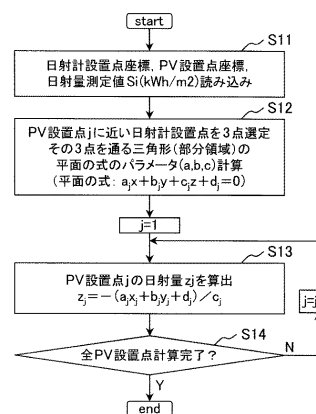 start
S11
日射計設置点座標、PV設置点座標、
日射量測定値Si(kWh/m2)読み込み
S12
PV設置点jに近い日射計設置点を3点選定
その3点を通る三角形(部分領域)の
平面の式のパラメータ(a,b,c)計算
(平面の式: ajx+bjy+cjz+dj=0)
j=1
S13
PV設置点jの日射量zjを算出
zj=-(ajxj+bjyj+dj)/cj
j=j
S14
全PV設置点計算完了?
N
Y
end